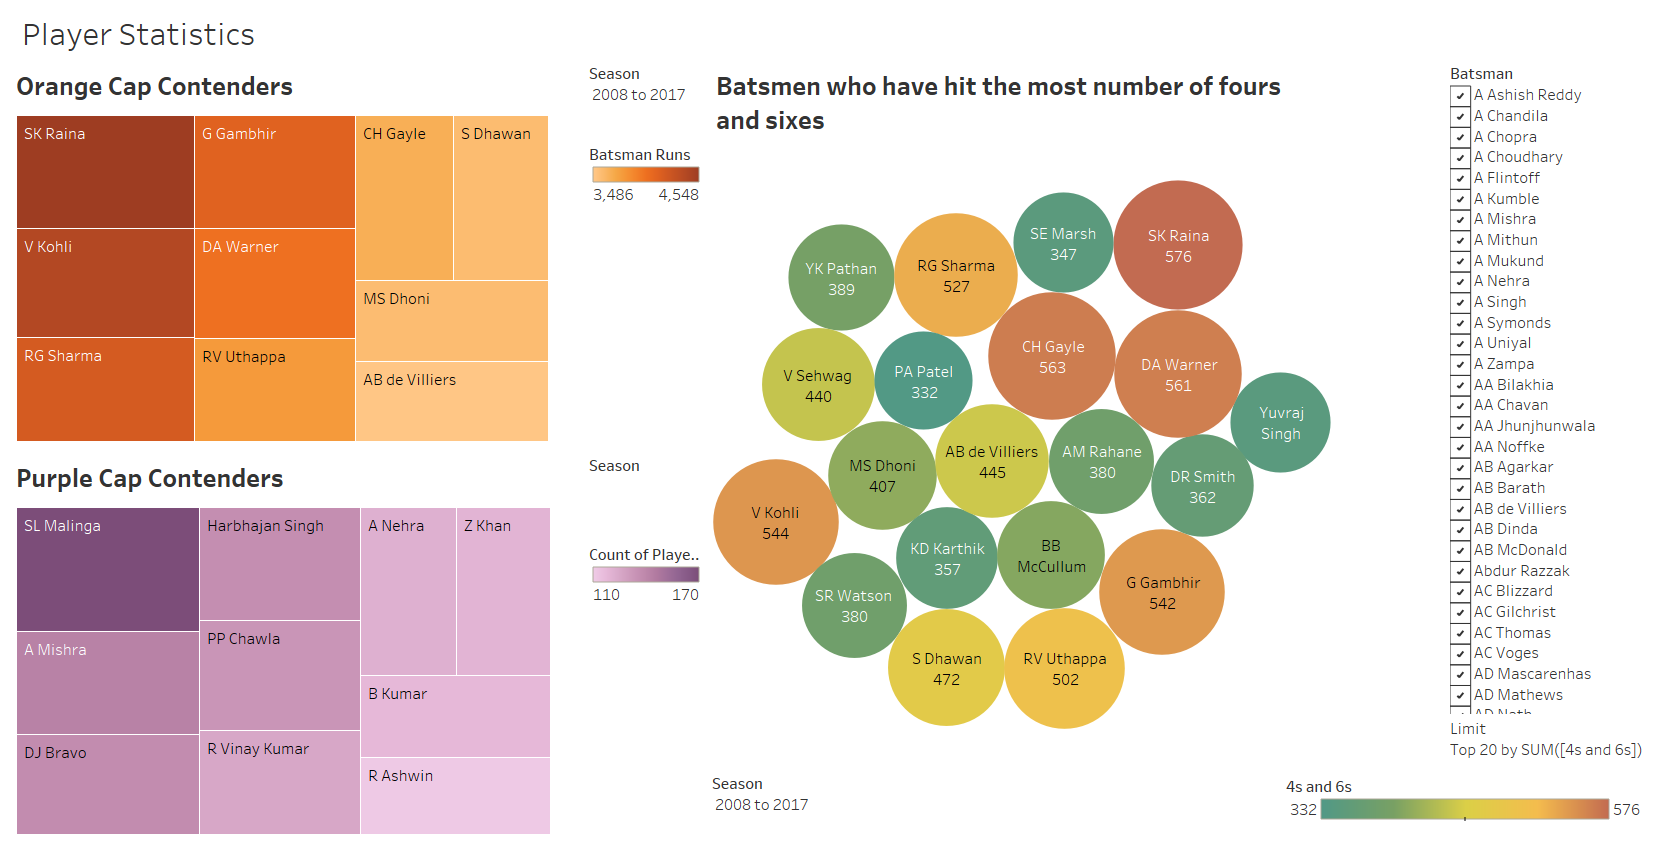 Player Statistics
Orange Cap Contenders
SK Raina
G Gambhir
CH Gayle
S Dhawan
V Kohli
DA Warner
MS Dhoni
RG Sharma
RV Uthappa
AB de Villiers
Season
2008 to 2017
Batsman Runs
3,486 4,548
Purple Cap Contenders
SL Malinga
Harbhajan Singh
A Nehra
Z Khan
A Mishra
PP Chawla
B Kumar
DJ Bravo
R Vinay Kumar
R Ashwin
Season
Count of Playe..
110 170
Batsmen who have hit the most number of fours
and sixes
SE Marsh
347
SK Raina
576
YK Pathan
389
RG Sharma
527
CH Gayle
563
DA Warner
561
V Sehwag
440
PA Patel
332
Yuvraj
Singh
MS Dhoni
407
AB de Villiers
445
AM Rahane
380
DR Smith
362
V Kohli
544
KD Karthik
357
BB
McCullum
G Gambhir
542
SR Watson
380
S Dhawan
472
RV Uthappa
502
Season
2008 to 2017
Batsman
A Ashish Reddy
A Chandila
A Chopra
A Choudhary
A Flintoff
A Kumble
A Mishra
A Mithun
A Mukund
A Nehra
A Singh
A Symonds
A Uniyal
A Zampa
AA Bilakhia
AA Chavan
AA Jhunjhunwala
AA Noffke
AB Agarkar
AB Barath
AB de Villiers
AB Dinda
AB McDonald
Abdur Razzak
AC Blizzard
AC Gilchrist
AC Thomas
AC Voges
AD Mascarenhas
AD Mathews
AD Nath
Limit
Top 20 by SUM([4s and 6s])
4s and 6s
332 576